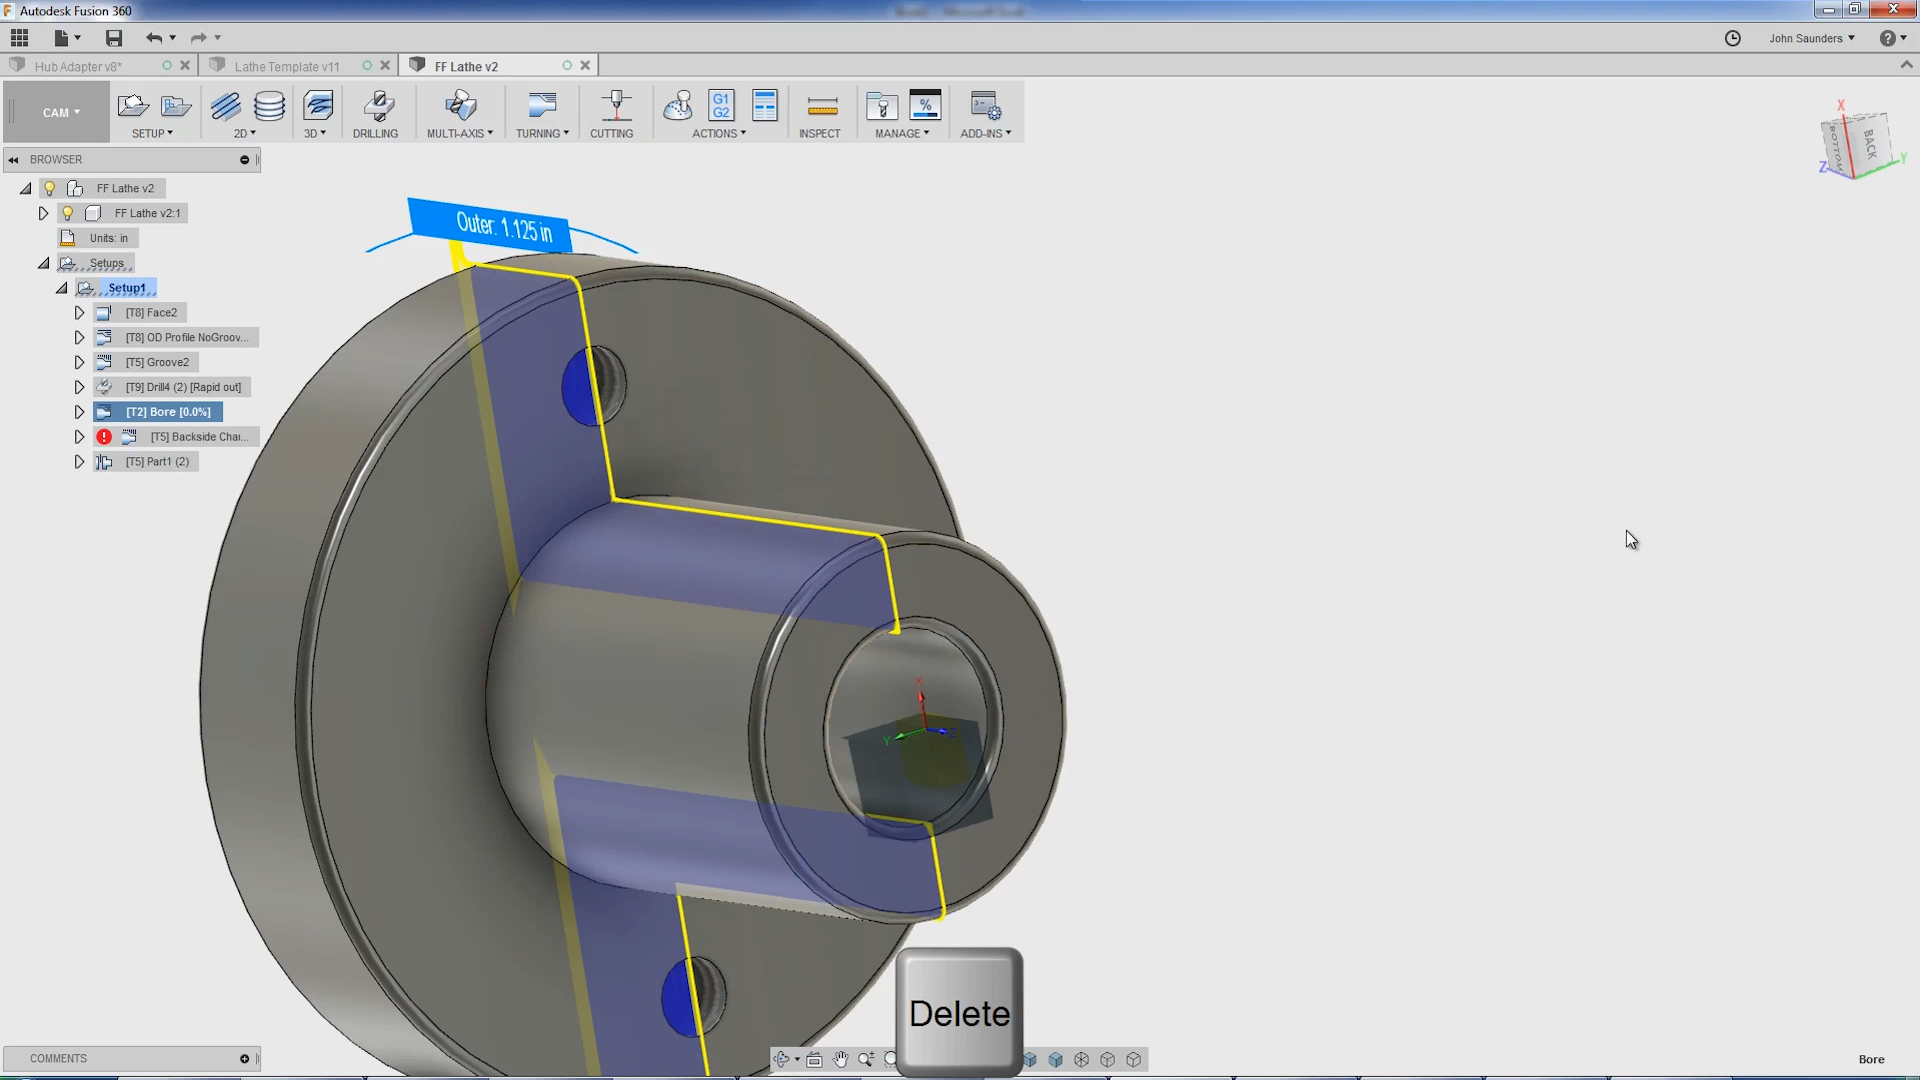 Autodesk Fusion 360
John Saunders
Hub Adapter v8*
Lathe Template v11
FF Lathe v2
CAM
SETUP
2D
3D
DRILLING
MULTI-AXIS
TURNING
CUTTING
G1
G2
ACTIONS
INSPECT
%
MANAGE
ADD-INS
BROWSER
FF Lathe v2
FF Lathe v2:1
Units: in
Setups
Setup1
[T8] Face2
[T8] OD Profile NoGroov...
[T5] Groove2
[T9] Drill4 (2) [Rapid out]
[T2] Bore [0.0%]
[T5] Backside Cha...
[T5] Part1 (2)
Outer: 1.125 in
X
BOTTOM
BACK
Z
Y
X
Y
Z
Delete
COMMENTS
Bore